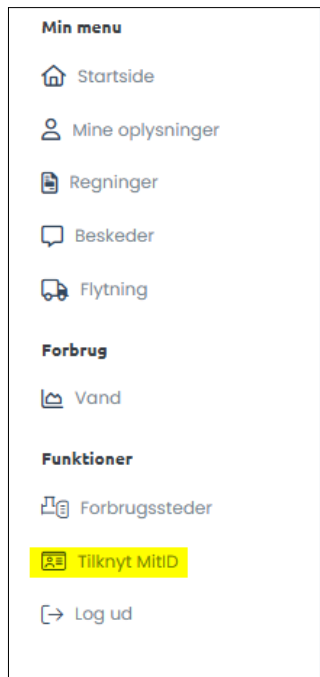 Min menu
Startside
Mine oplysninger
Regninger
Beskeder
Flytning
Forbrug
Vand
Funktioner
Forbrugssteder
Tilknyt MitID
Log ud